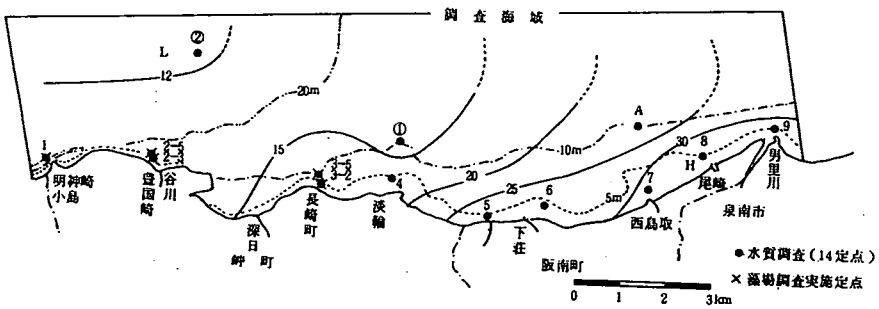 調査海域
L
②
12
20m
A
①
10m
1
2-5
2-3
2-2
15
3-5
3-2
4
20
25
30
8
9
H
7
6
5m
5
明神崎
小島
豊国崎
谷川
長崎町
淡輪
深日
岬町
下荘
阪南町
西鳥取
尾崎
男里川
泉南市
● 水質調査(14定点)
× 藻場調査実施定点
0 1 2 3km